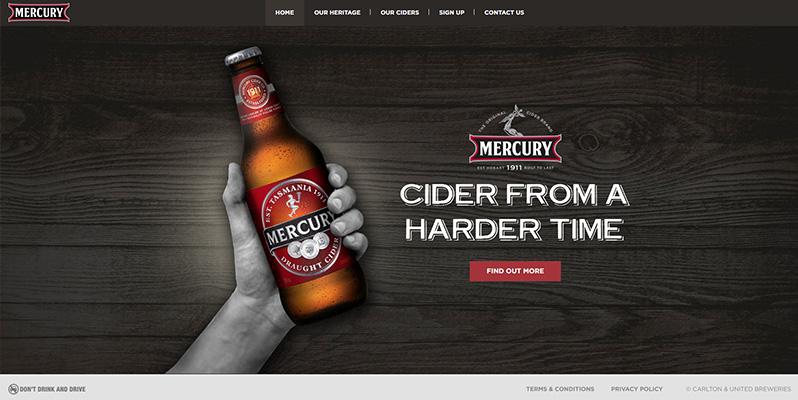 MERCURY
HOME
OUR HERITAGE
OUR CIDERS
SIGN UP
CONTACT US
1911
EST. TASMANIA 1911
MERCURY
DRAUGHT CIDER
THE ORIGINAL CIDER BRAND
MERCURY
EST HOBART 1911 BUILT TO LAST
CIDER FROM A
HARDER TIME
FIND OUT MORE
DON'T DRINK AND DRIVE
TERMS & CONDITIONS
PRIVACY POLICY
© CARLTON & UNITED BREWERIES